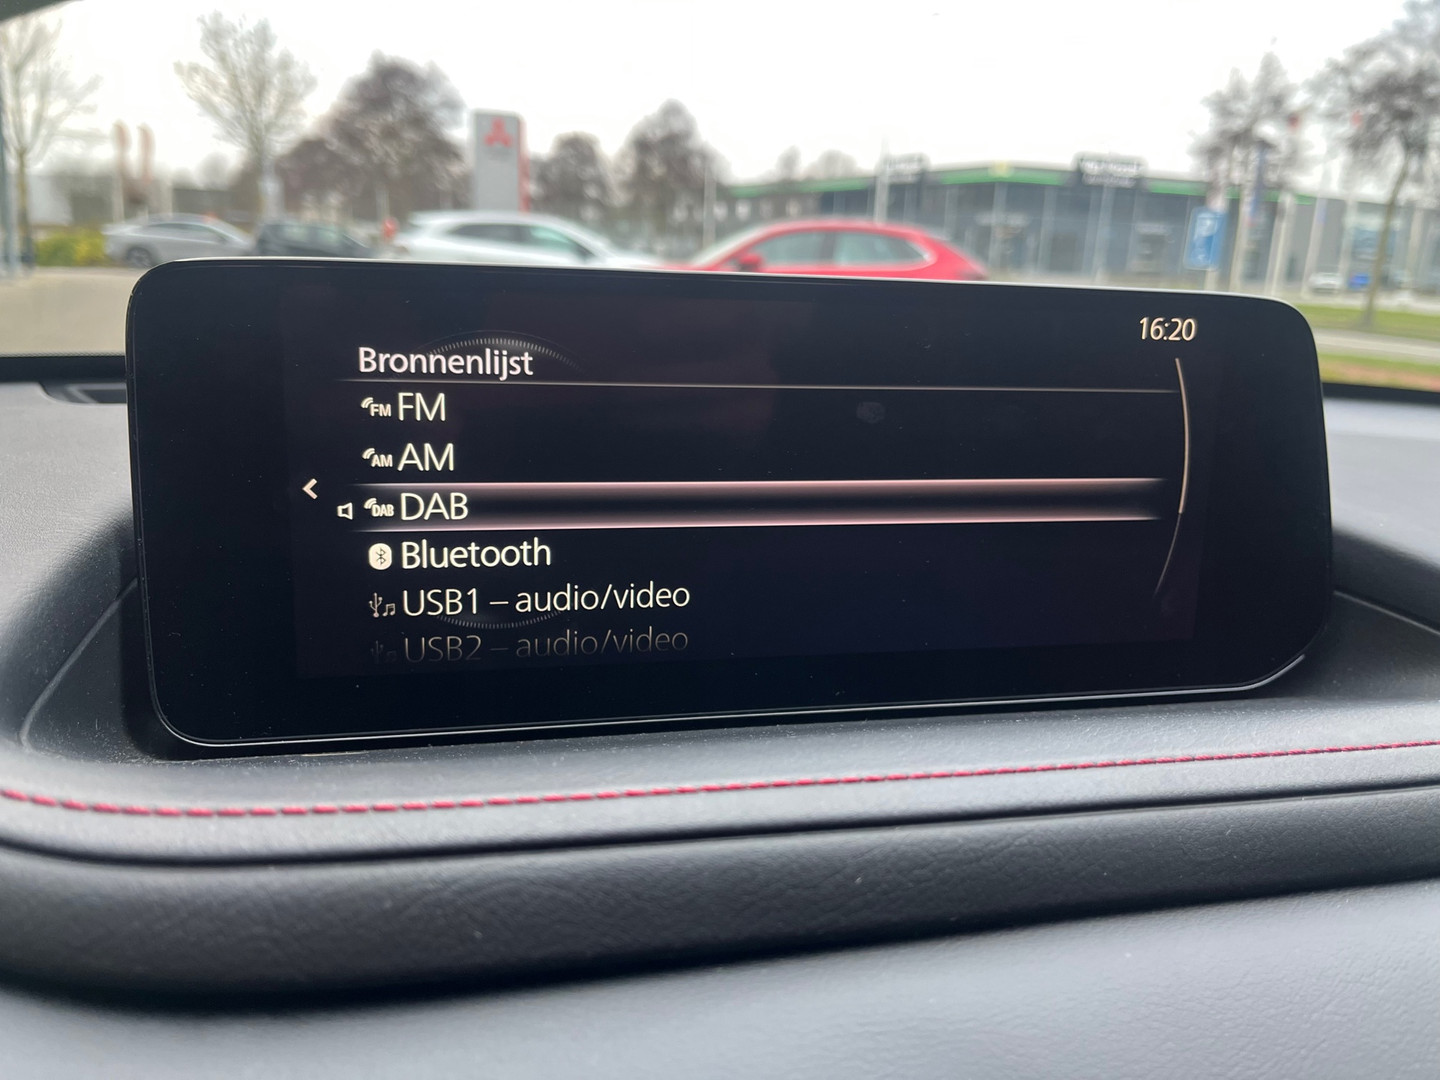 16:20
Bronnenlijst
FM FM
AM AM
DAB DAB
Bluetooth
USB1 – audio/video
USB2 – audio/video